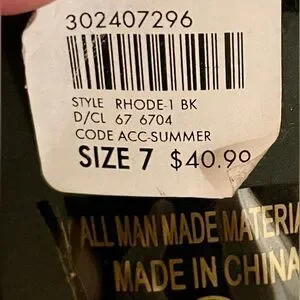 302407296
STYLE RHODE-1 BK
D/CL 67 6704
CODE ACC-SUMMER
SIZE 7 $40.99
ALL MAN MADE
MADE IN CHINA